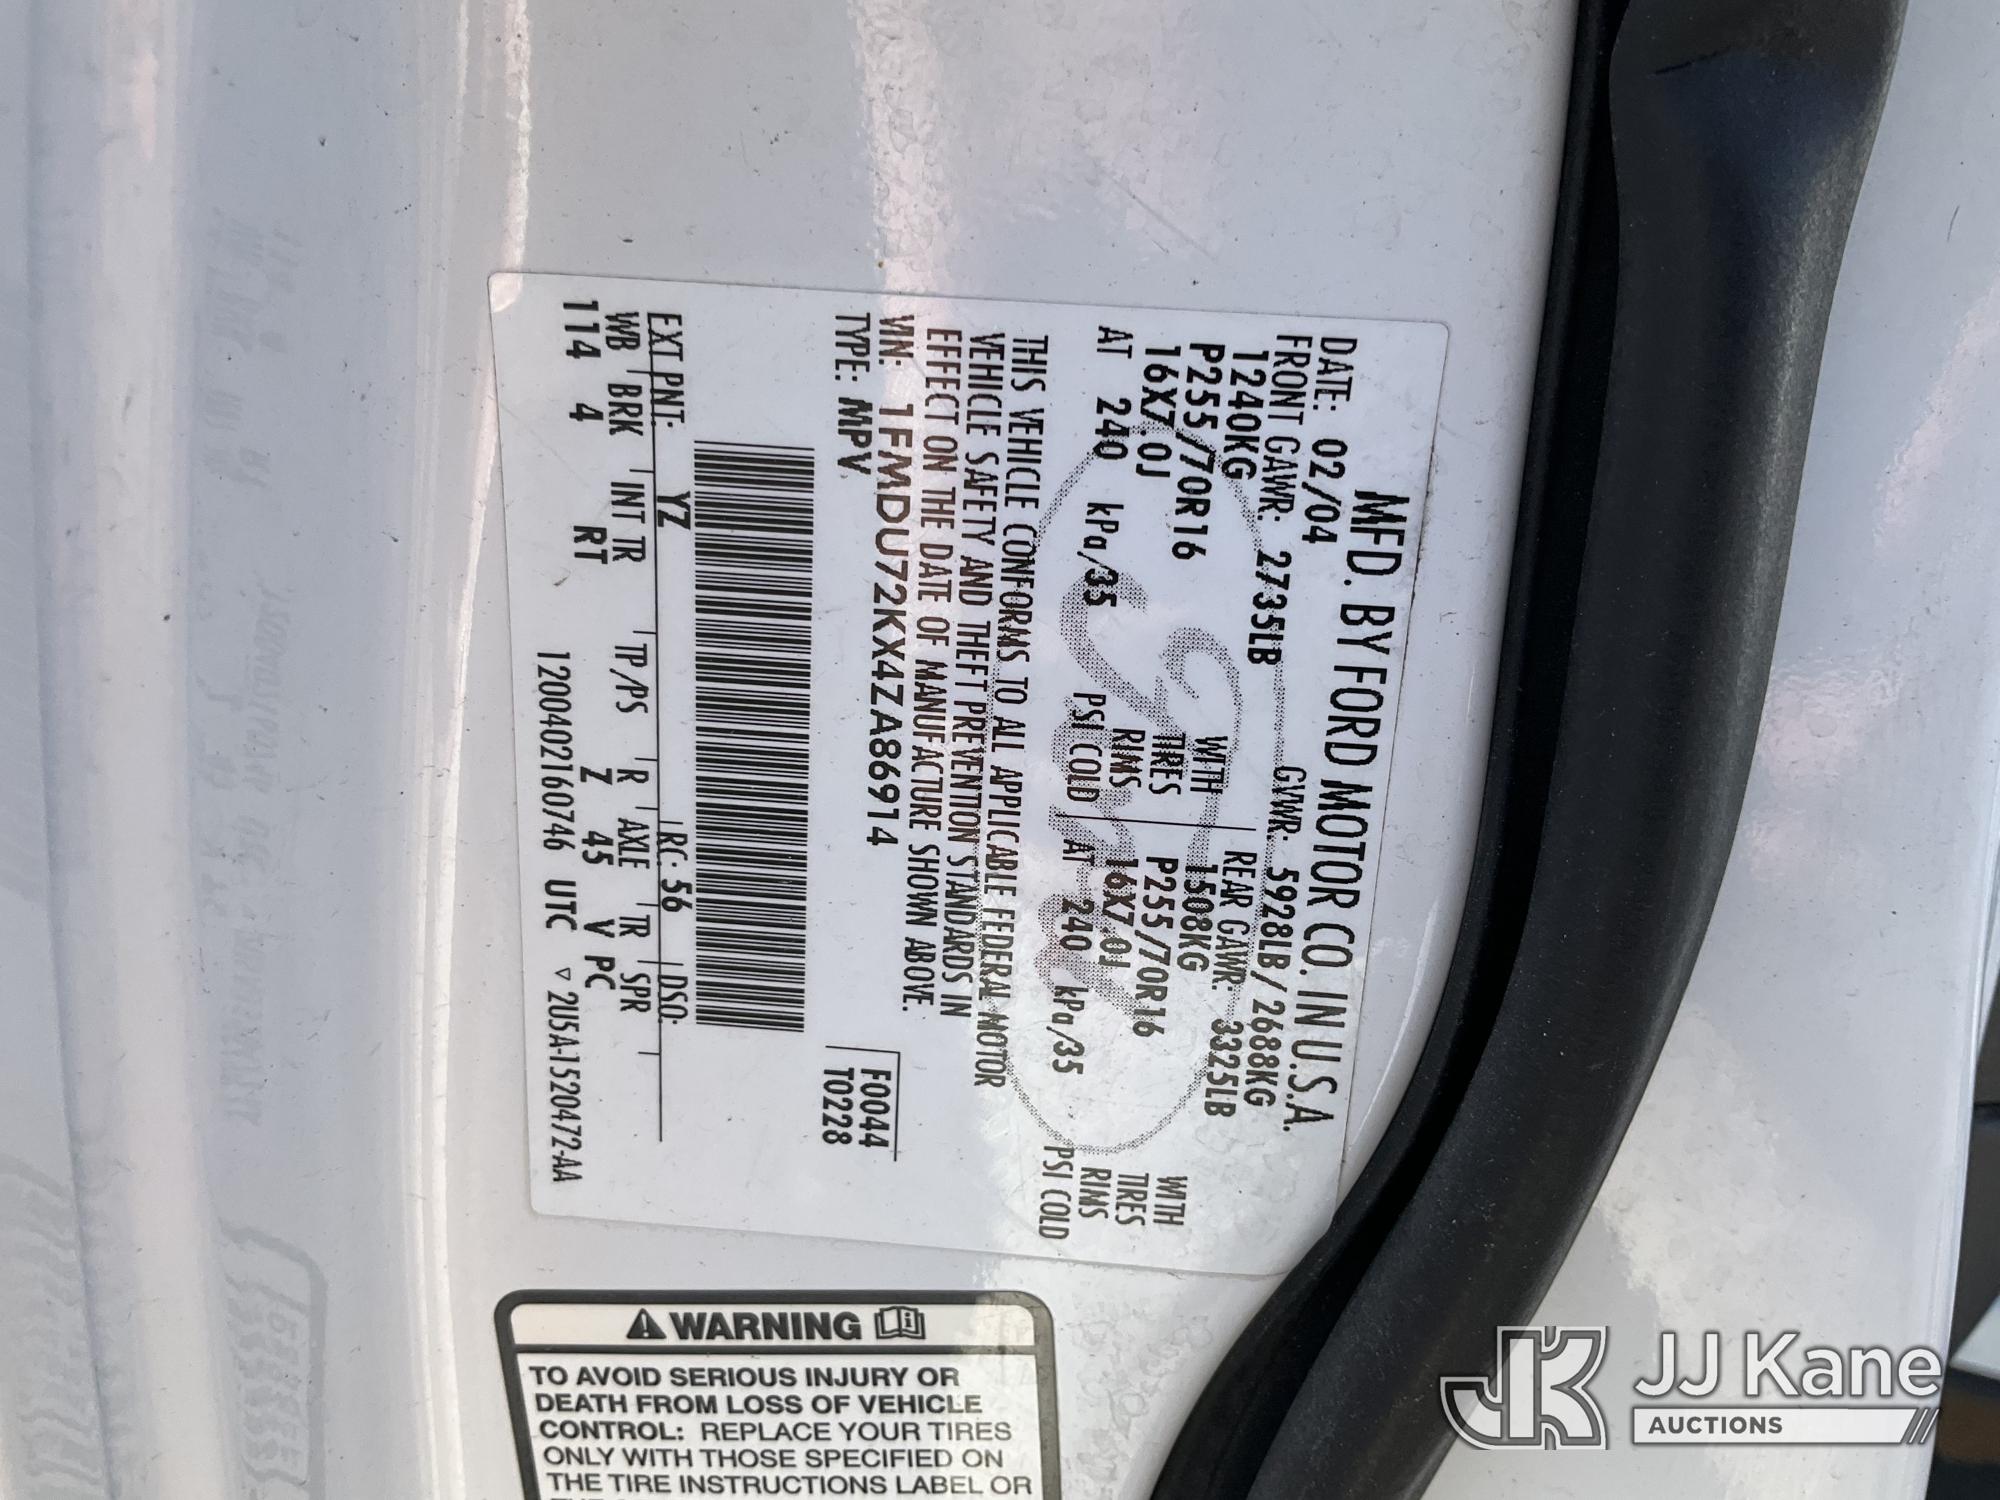 MFD. BY FORD MOTOR CO. IN U.S.A.
DATE: 02/04 GVWR: 5928LB/2688KG
FRONT GAWR: 2735LB REAR GAWR: 3325LB
1240KG WITH 1508KG WITH
P255/70R16 TIRES P255/70R16 TIRES
16X7.0J RIMS 16X7.0J RIMS
AT 240 kPa/35 PSI COLD AT 240 kPa/35 PSI COLD
THIS VEHICLE CONFORMS TO ALL APPLICABLE FEDERAL MOTOR
VEHICLE SAFETY AND THEFT PREVENTION STANDARDS IN
EFFECT ON THE DATE OF MANUFACTURE SHOWN ABOVE.
VIN: 1FMDU72KX4ZA86914 F0044
TYPE: MPV T0228
EXT PNT: YZ RC: 56 DSO:
WB BRK INT TR TP/PS R AXLE TR SPR
114 4 RT Z 45 V PC
120040216 0746 UTC ▽ 2U5A-1520472-AA
⚠ WARNING
TO AVOID SERIOUS INJURY OR
DEATH FROM LOSS OF VEHICLE
CONTROL: REPLACE YOUR TIRES
ONLY WITH THOSE SPECIFIED ON
THE TIRE INSTRUCTIONS LABEL OR
JK JJ Kane
AUCTIONS